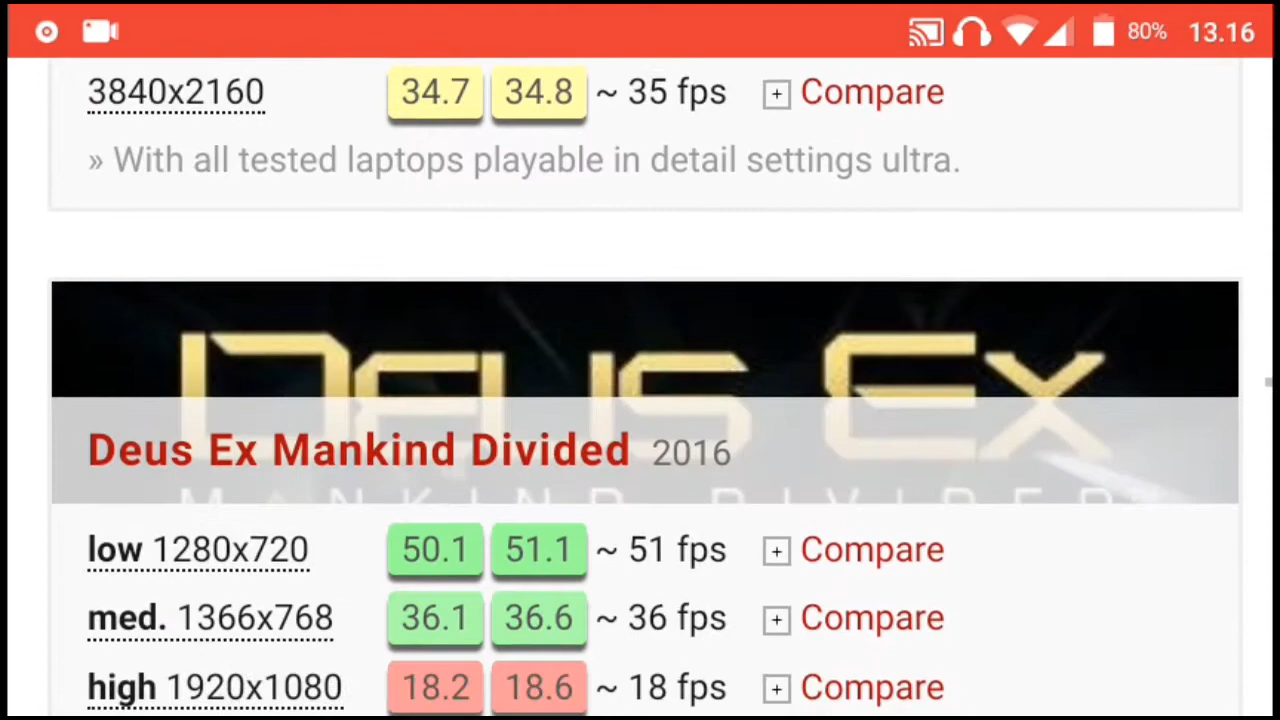 80% 13.16
3840x2160 34.7 34.8 ~ 35 fps + Compare
» With all tested laptops playable in detail settings ultra.
DEUS EX
Deus Ex Mankind Divided 2016
MANKIND DIVIDED
low 1280x720 50.1 51.1 ~ 51 fps + Compare
med. 1366x768 36.1 36.6 ~ 36 fps + Compare
high 1920x1080 18.2 18.6 ~ 18 fps + Compare